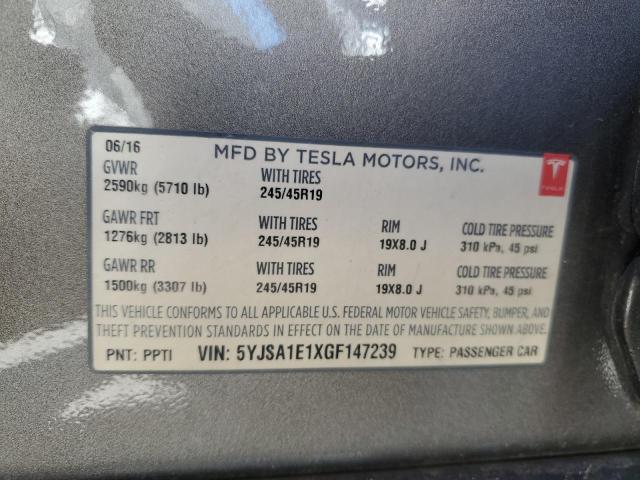 06/16
MFD BY TESLA MOTORS, INC.
GVWR WITH TIRES
2590kg (5710 lb) 245/45R19
TESLA
GAWR FRT WITH TIRES RIM COLD TIRE PRESSURE
1276kg (2813 lb) 245/45R19 19X8.0 J 310 kPa, 45 psi
GAWR RR WITH TIRES RIM COLD TIRE PRESSURE
1500kg (3307 lb) 245/45R19 19X8.0 J 310 kPa, 45 psi
THIS VEHICLE CONFORMS TO ALL APPLICABLE U.S. FEDERAL MOTOR VEHICLE SAFETY, BUMPER, AND
THEFT PREVENTION STANDARDS IN EFFECT ON THE DATE OF MANUFACTURE SHOWN ABOVE.
PNT: PPTI VIN: 5YJSA1E1XGF147239 TYPE: PASSENGER CAR